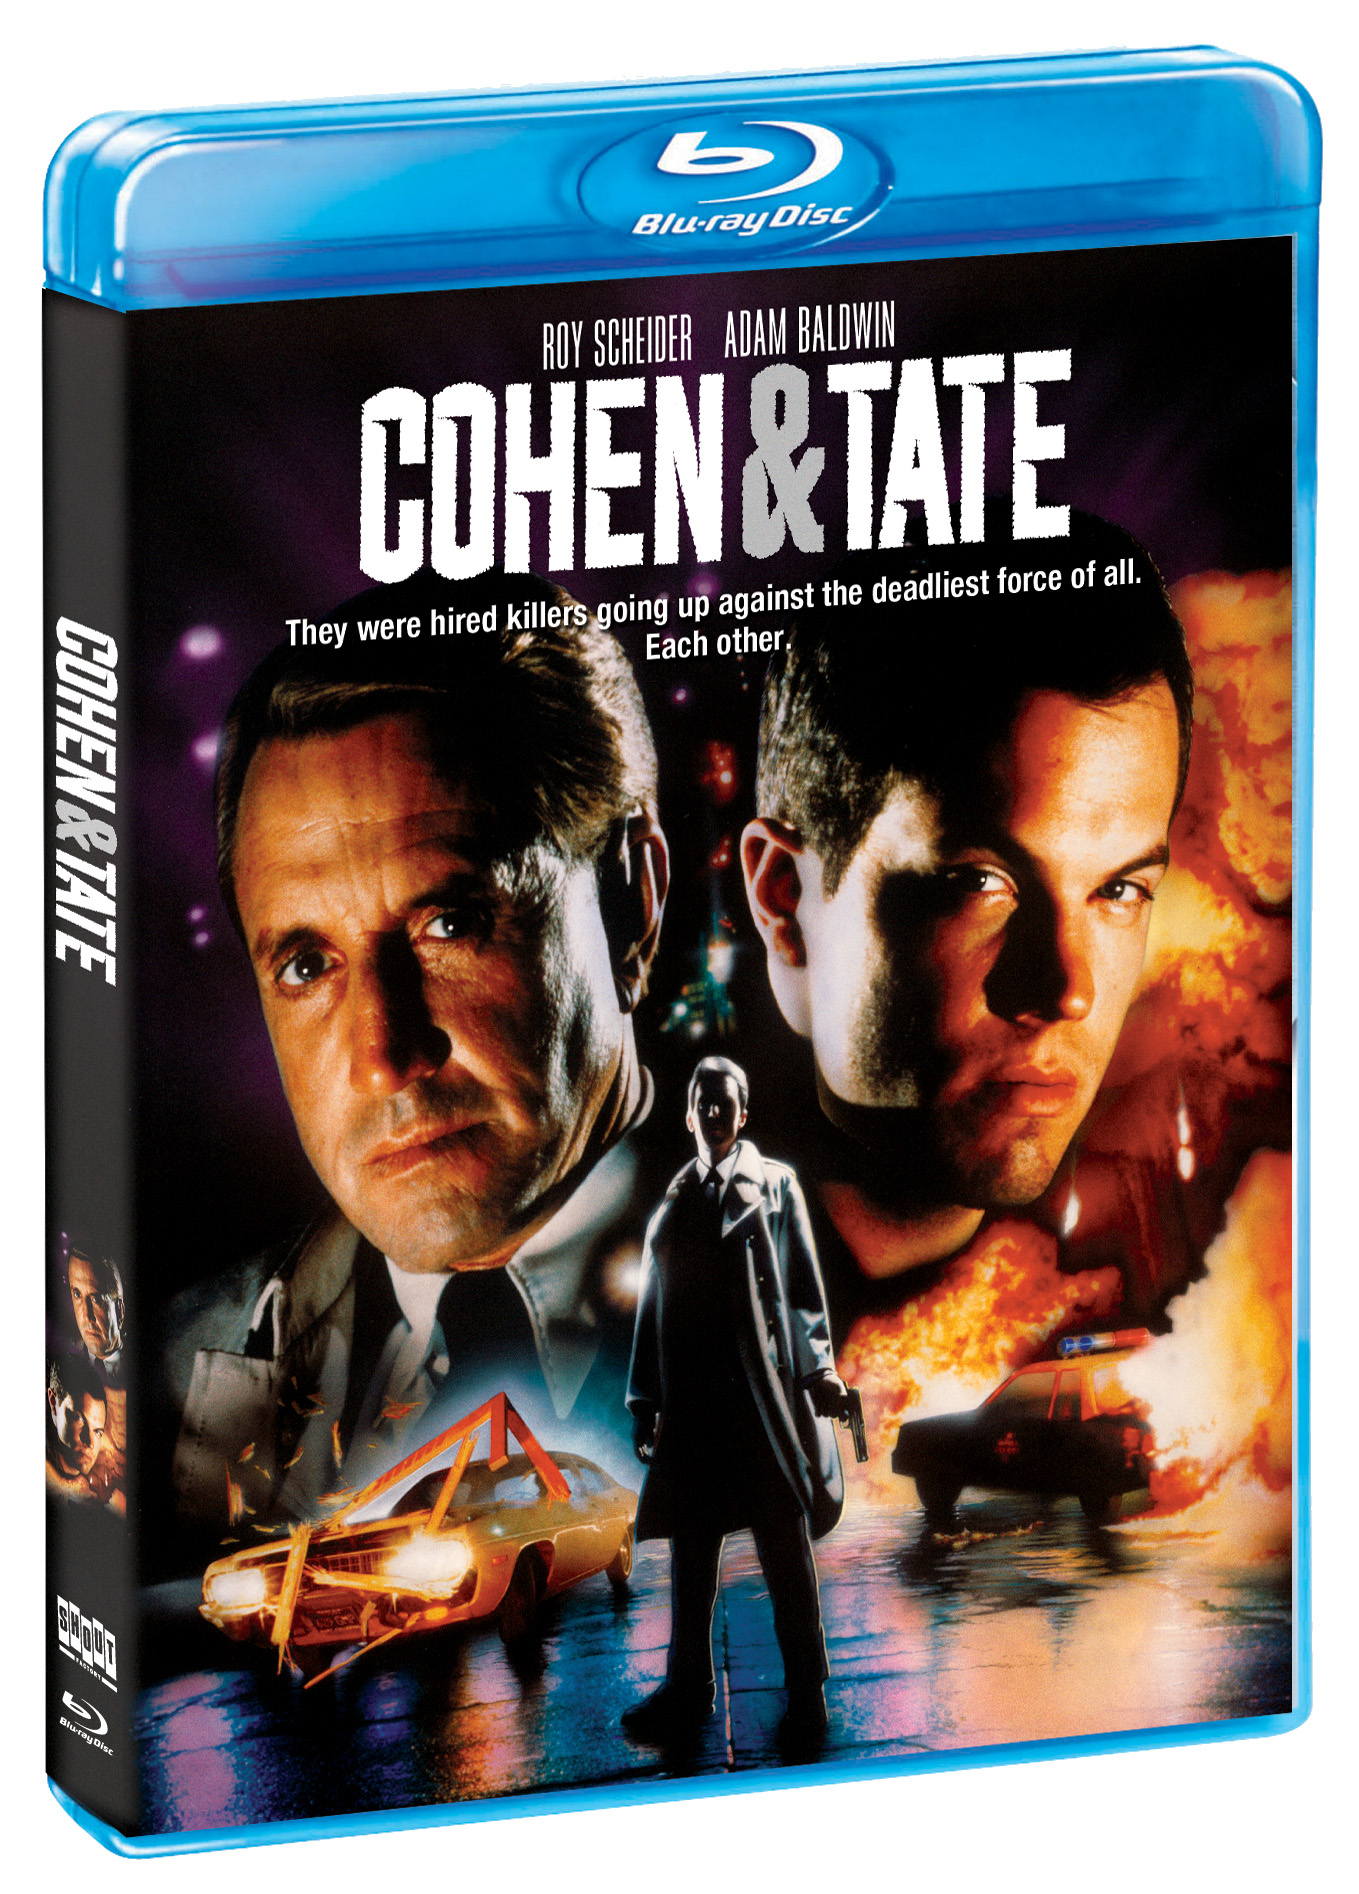 Blu-ray Disc
ROY SCHEIDER ADAM BALDWIN
COHEN & TATE
They were hired killers going up against the deadliest force of all.
Each other.
COHEN & TATE
SHOUT
FACTORY
Blu-ray Disc